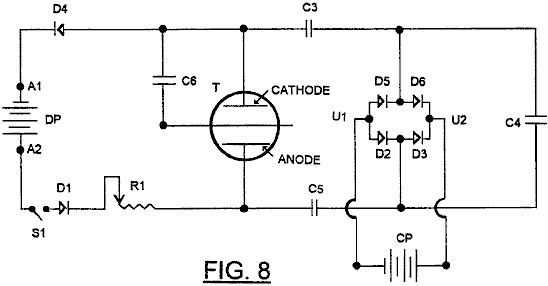 D4
C3
A1
C6
T
CATHODE
D5 D6
DP
U1
U2
C4
A2
D2 D3
ANODE
D1
R1
C5
S1
CP
FIG. 8